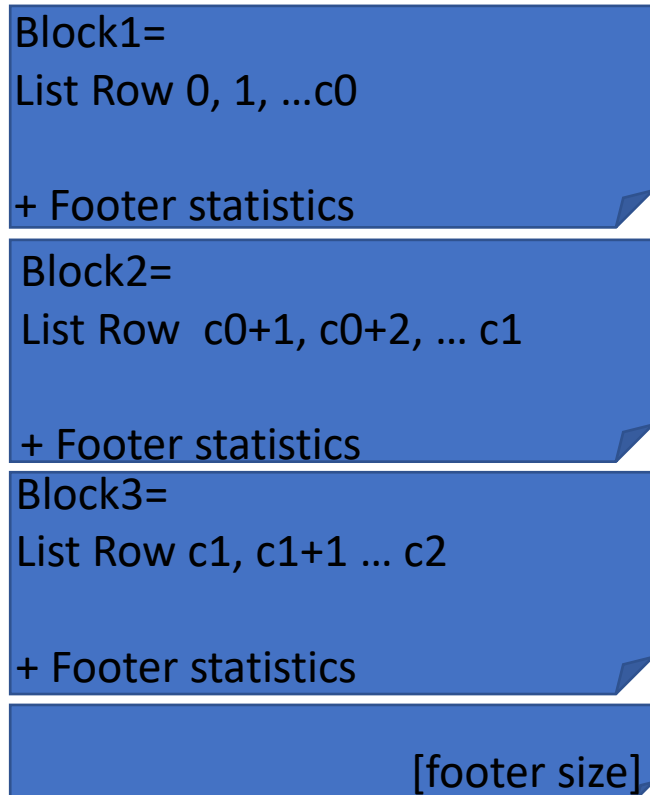 Block1=
List Row 0, 1, …c0
+ Footer statistics
Block2=
List Row  c0+1, c0+2, … c1
+ Footer statistics
Block3=
List Row c1, c1+1 … c2
+ Footer statistics
[footer size]